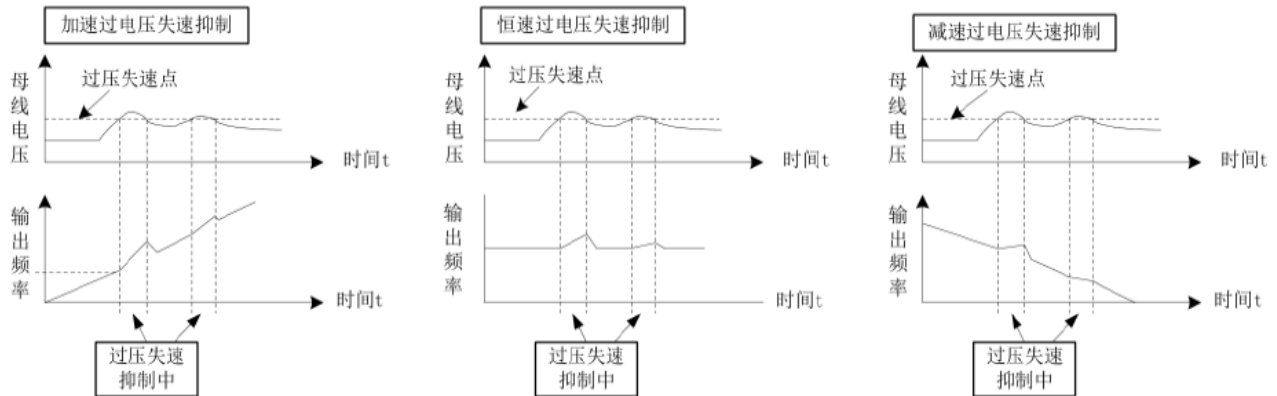 加速过电压失速抑制
母线电压
过压失速点
时间t
输出频率
时间t
过压失速
抑制中
恒速过电压失速抑制
母线电压
过压失速点
时间t
输出频率
时间t
过压失速
抑制中
减速过电压失速抑制
母线电压
过压失速点
时间t
输出频率
时间t
过压失速
抑制中